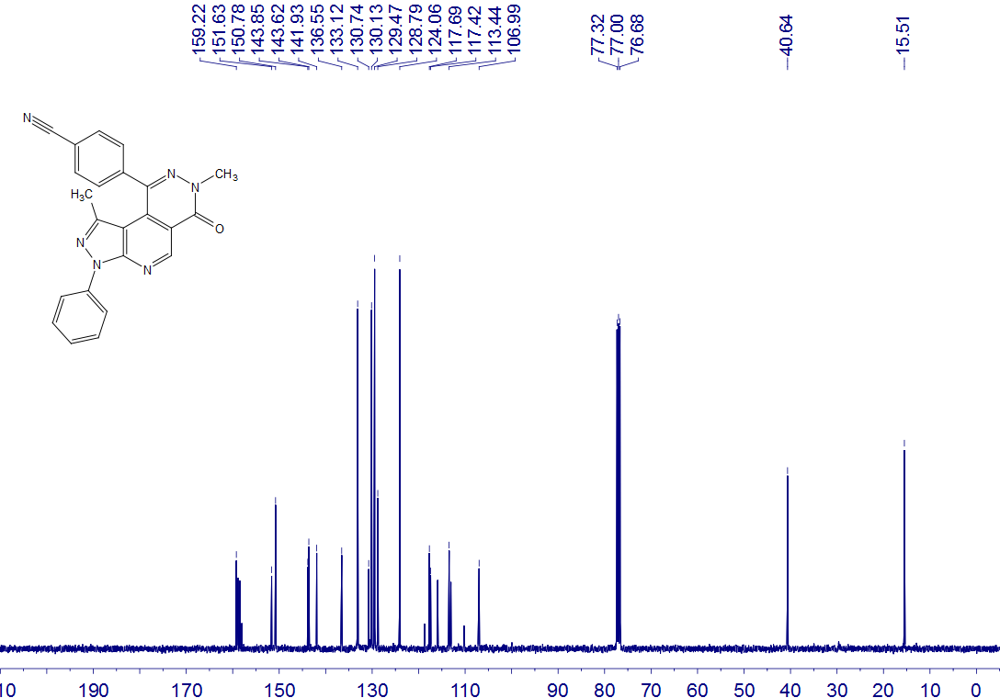 159.22
151.63
150.78
143.85
143.62
141.93
136.55
133.12
130.74
130.13
129.47
128.79
124.06
117.69
117.42
113.44
106.99
77.32
77.00
76.68
40.64
15.51
N
N
CH₃
N
H₃C
O
N
N
N
10 190 170 150 130 110 90 80 70 60 50 40 30 20 10 0